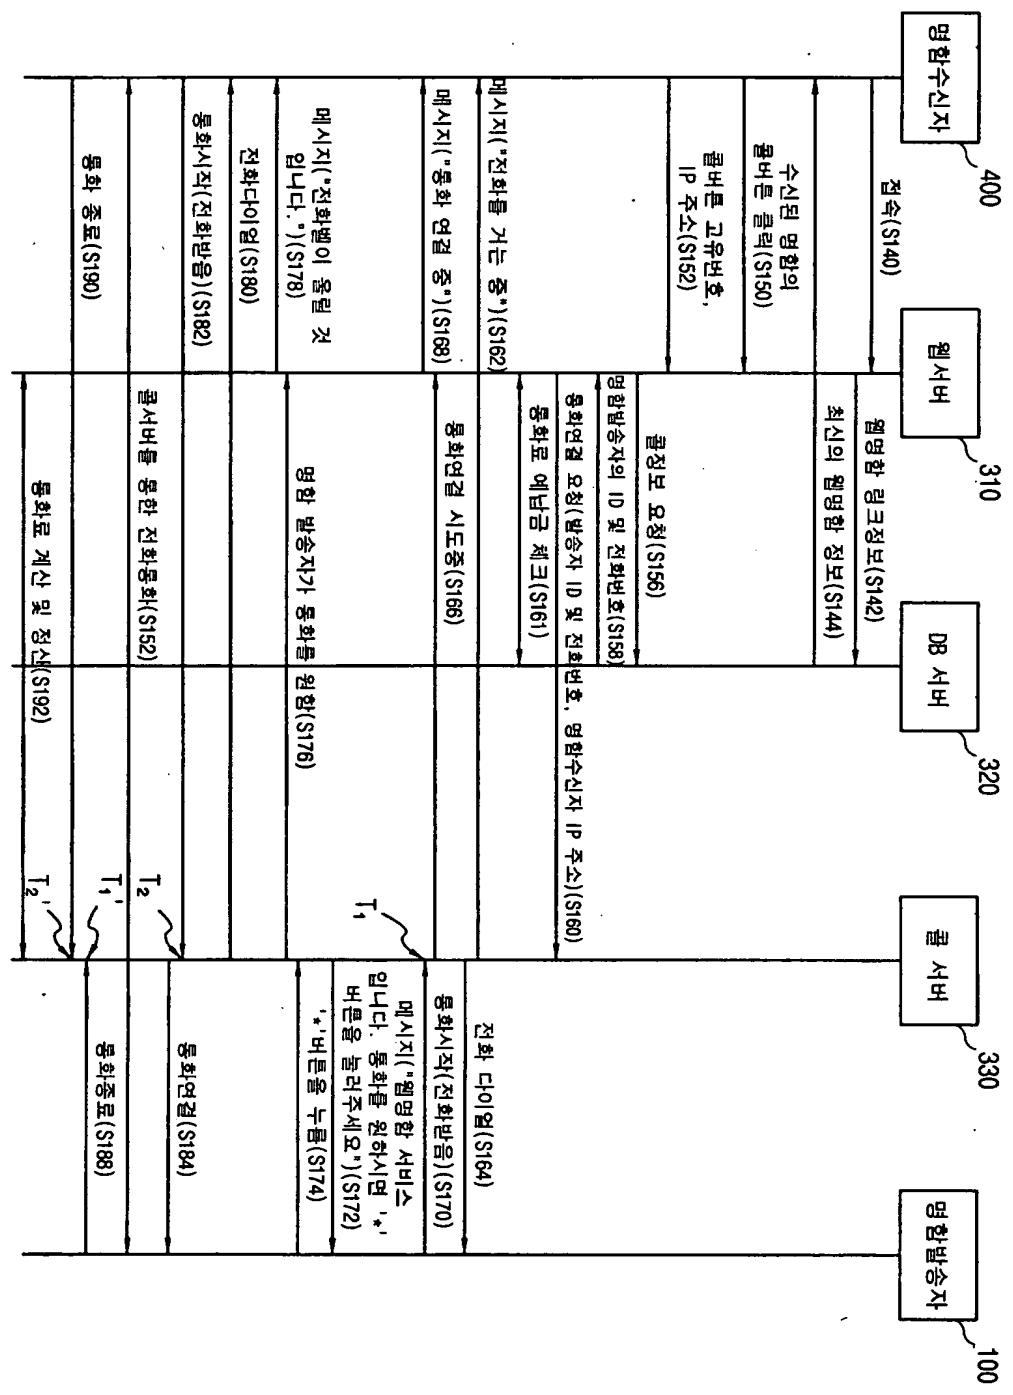 명함수신자
400
웹서버
310
DB 서버
320
콜 서버
330
명함발송자
100
접속(S140)
웹명함 링크정보(S142)
최신의 웹명함 정보(S144)
수신된 명함의
콜버튼 클릭(S150)
콜버튼 고유번호,
IP 주소(S152)
콜정보 요청(S156)
명함발송자의 ID 및 전화번호(S158)
통화연결 요청(발송자 ID 및 전화번호, 명함수신자 IP 주소)(S160)
통화료 예납금 체크(S161)
메시지("전화를 거는 중")(S162)
전화 다이얼(S164)
통화연결 시도중(S166)
메시지("통화 연결 중")(S168)
통화시작(전화받음)(S170)
T₁
메시지("웹명함 서비스
입니다. 통화를 원하시면 '*'
버튼을 눌러주세요")(S172)
'*'버튼을 누름(S174)
명함 발송자가 통화를 원함(S176)
메시지("전화벨이 울릴 것
입니다.")(S178)
전화다이얼(S180)
통화시작(전화받음)(S182)
T₂
통화연결(S184)
콜서버를 통한 전화통화(S152)
통화종료(S188)
T₁'
통화 종료(S190)
T₂'
통화료 계산 및 정산(S192)